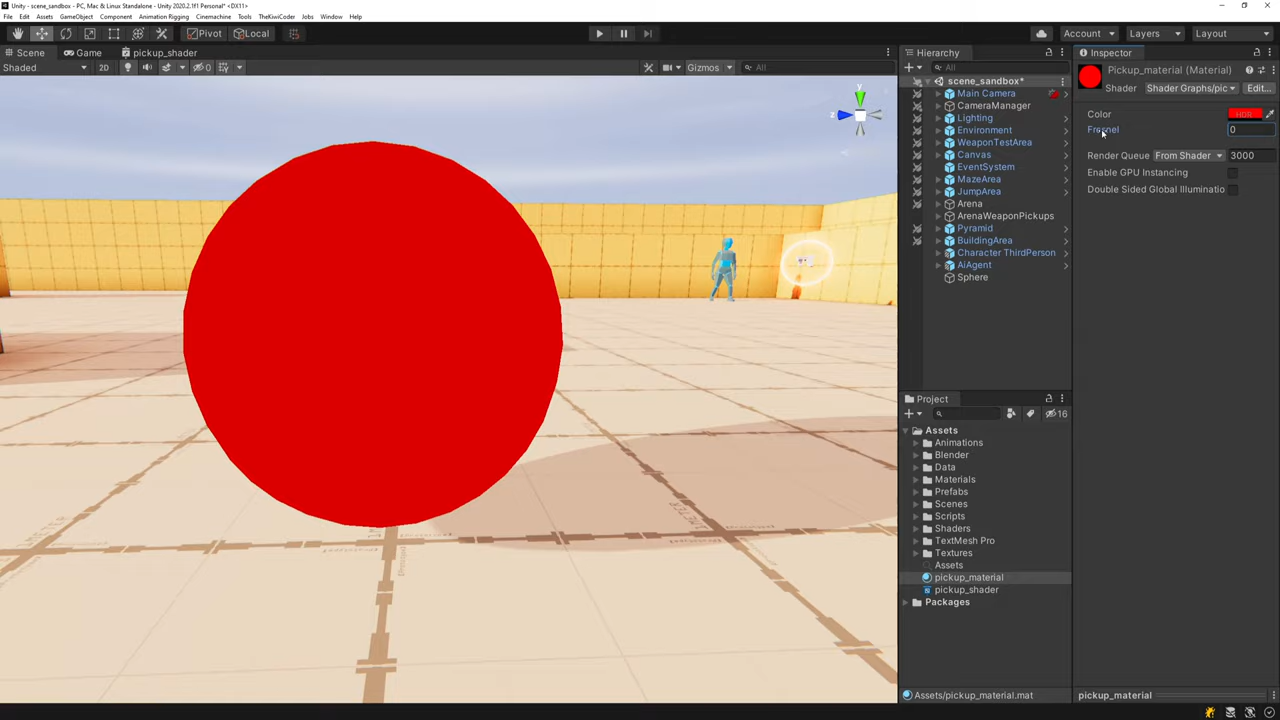 Unity - scene_sandbox - PC, Mac & Linux Standalone - Unity 2020.2.1f1 Personal* <DX11>
File Edit Assets GameObject Component Animation Rigging Cinemachine Tools TheKiwiCoder Jobs Window Help
Pivot Local Account Layers Layout
Scene Game pickup_shader
Shaded 2D 0 Gizmos All
Hierarchy
All
scene_sandbox*
Main Camera
CameraManager
Lighting
Environment
WeaponTestArea
Canvas
EventSystem
MazeArea
JumpArea
Arena
ArenaWeaponPickups
Pyramid
BuildingArea
Character ThirdPerson
AiAgent
Sphere
Inspector
Pickup_material (Material)
Shader Shader Graphs/pic Edit...
Color HDR
Fresnel 0
Render Queue From Shader 3000
Enable GPU Instancing
Double Sided Global Illuminatio
Project
16
Assets
Animations
Blender
Data
Materials
Prefabs
Scenes
Scripts
Shaders
TextMesh Pro
Textures
Assets
pickup_material
pickup_shader
Packages
Assets/pickup_material.mat
pickup_material
y
z